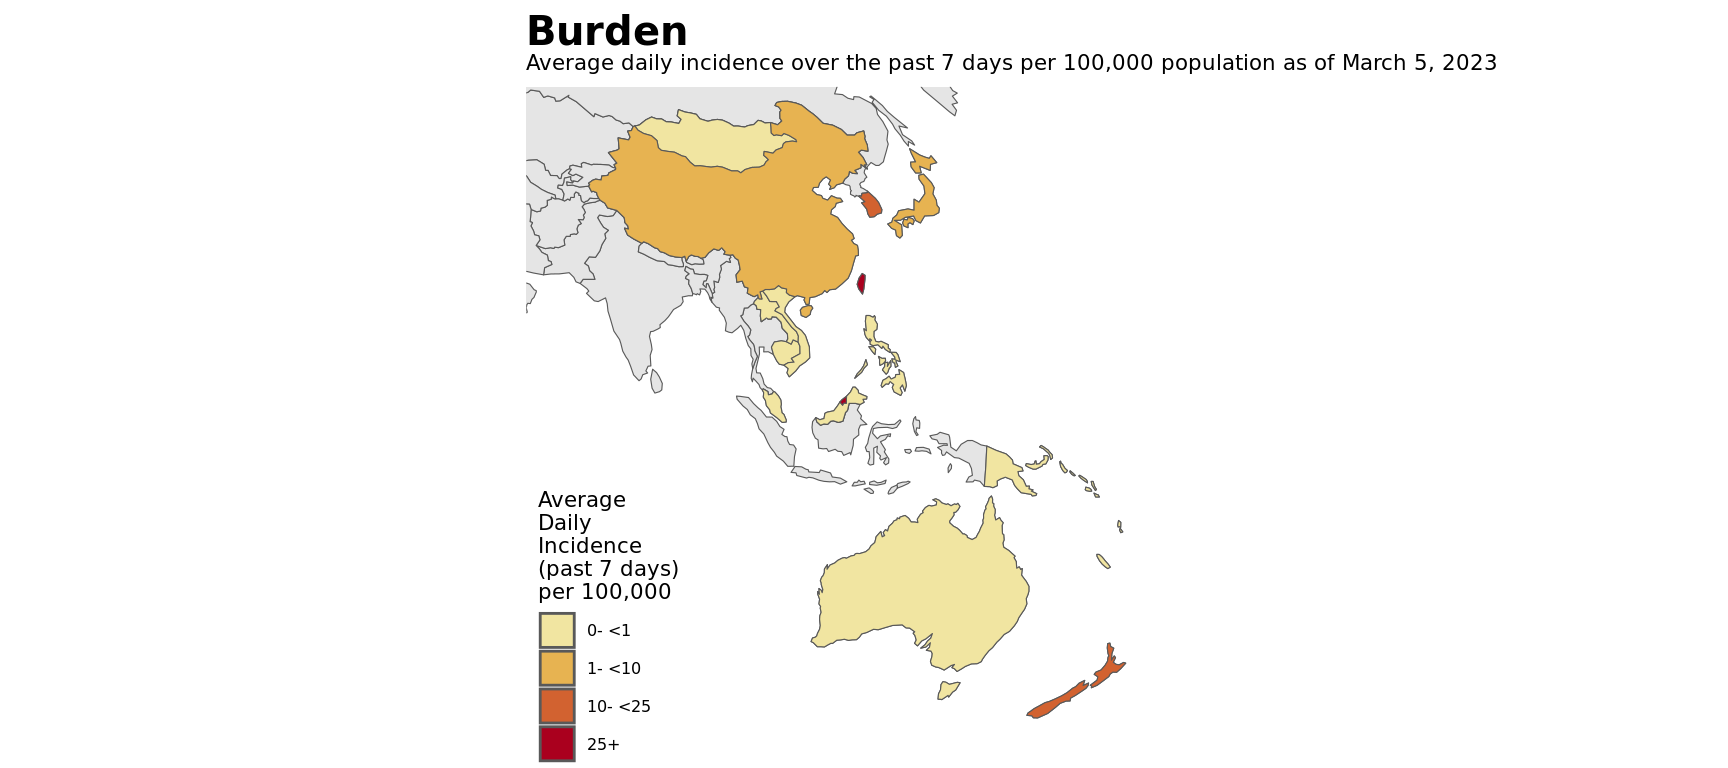 Burden
Average daily incidence over the past 7 days per 100,000 population as of March 5, 2023
Average
Daily
Incidence
(past 7 days)
per 100,000
0- <1
1- <10
10- <25
25+